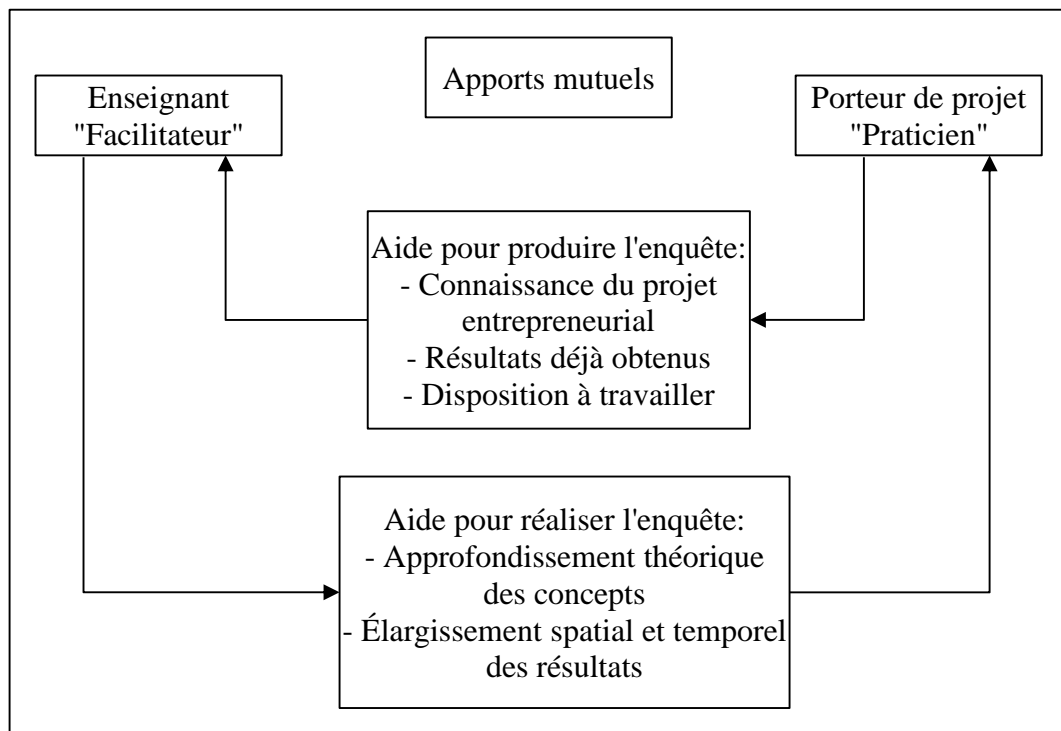 Apports mutuels
Enseignant
"Facilitateur"
Porteur de projet
"Praticien"
Aide pour produire l'enquête:
- Connaissance du projet
entrepreneurial
- Résultats déjà obtenus
- Disposition à travailler
Aide pour réaliser l'enquête:
- Approfondissement théorique
des concepts
- Élargissement spatial et temporel
des résultats